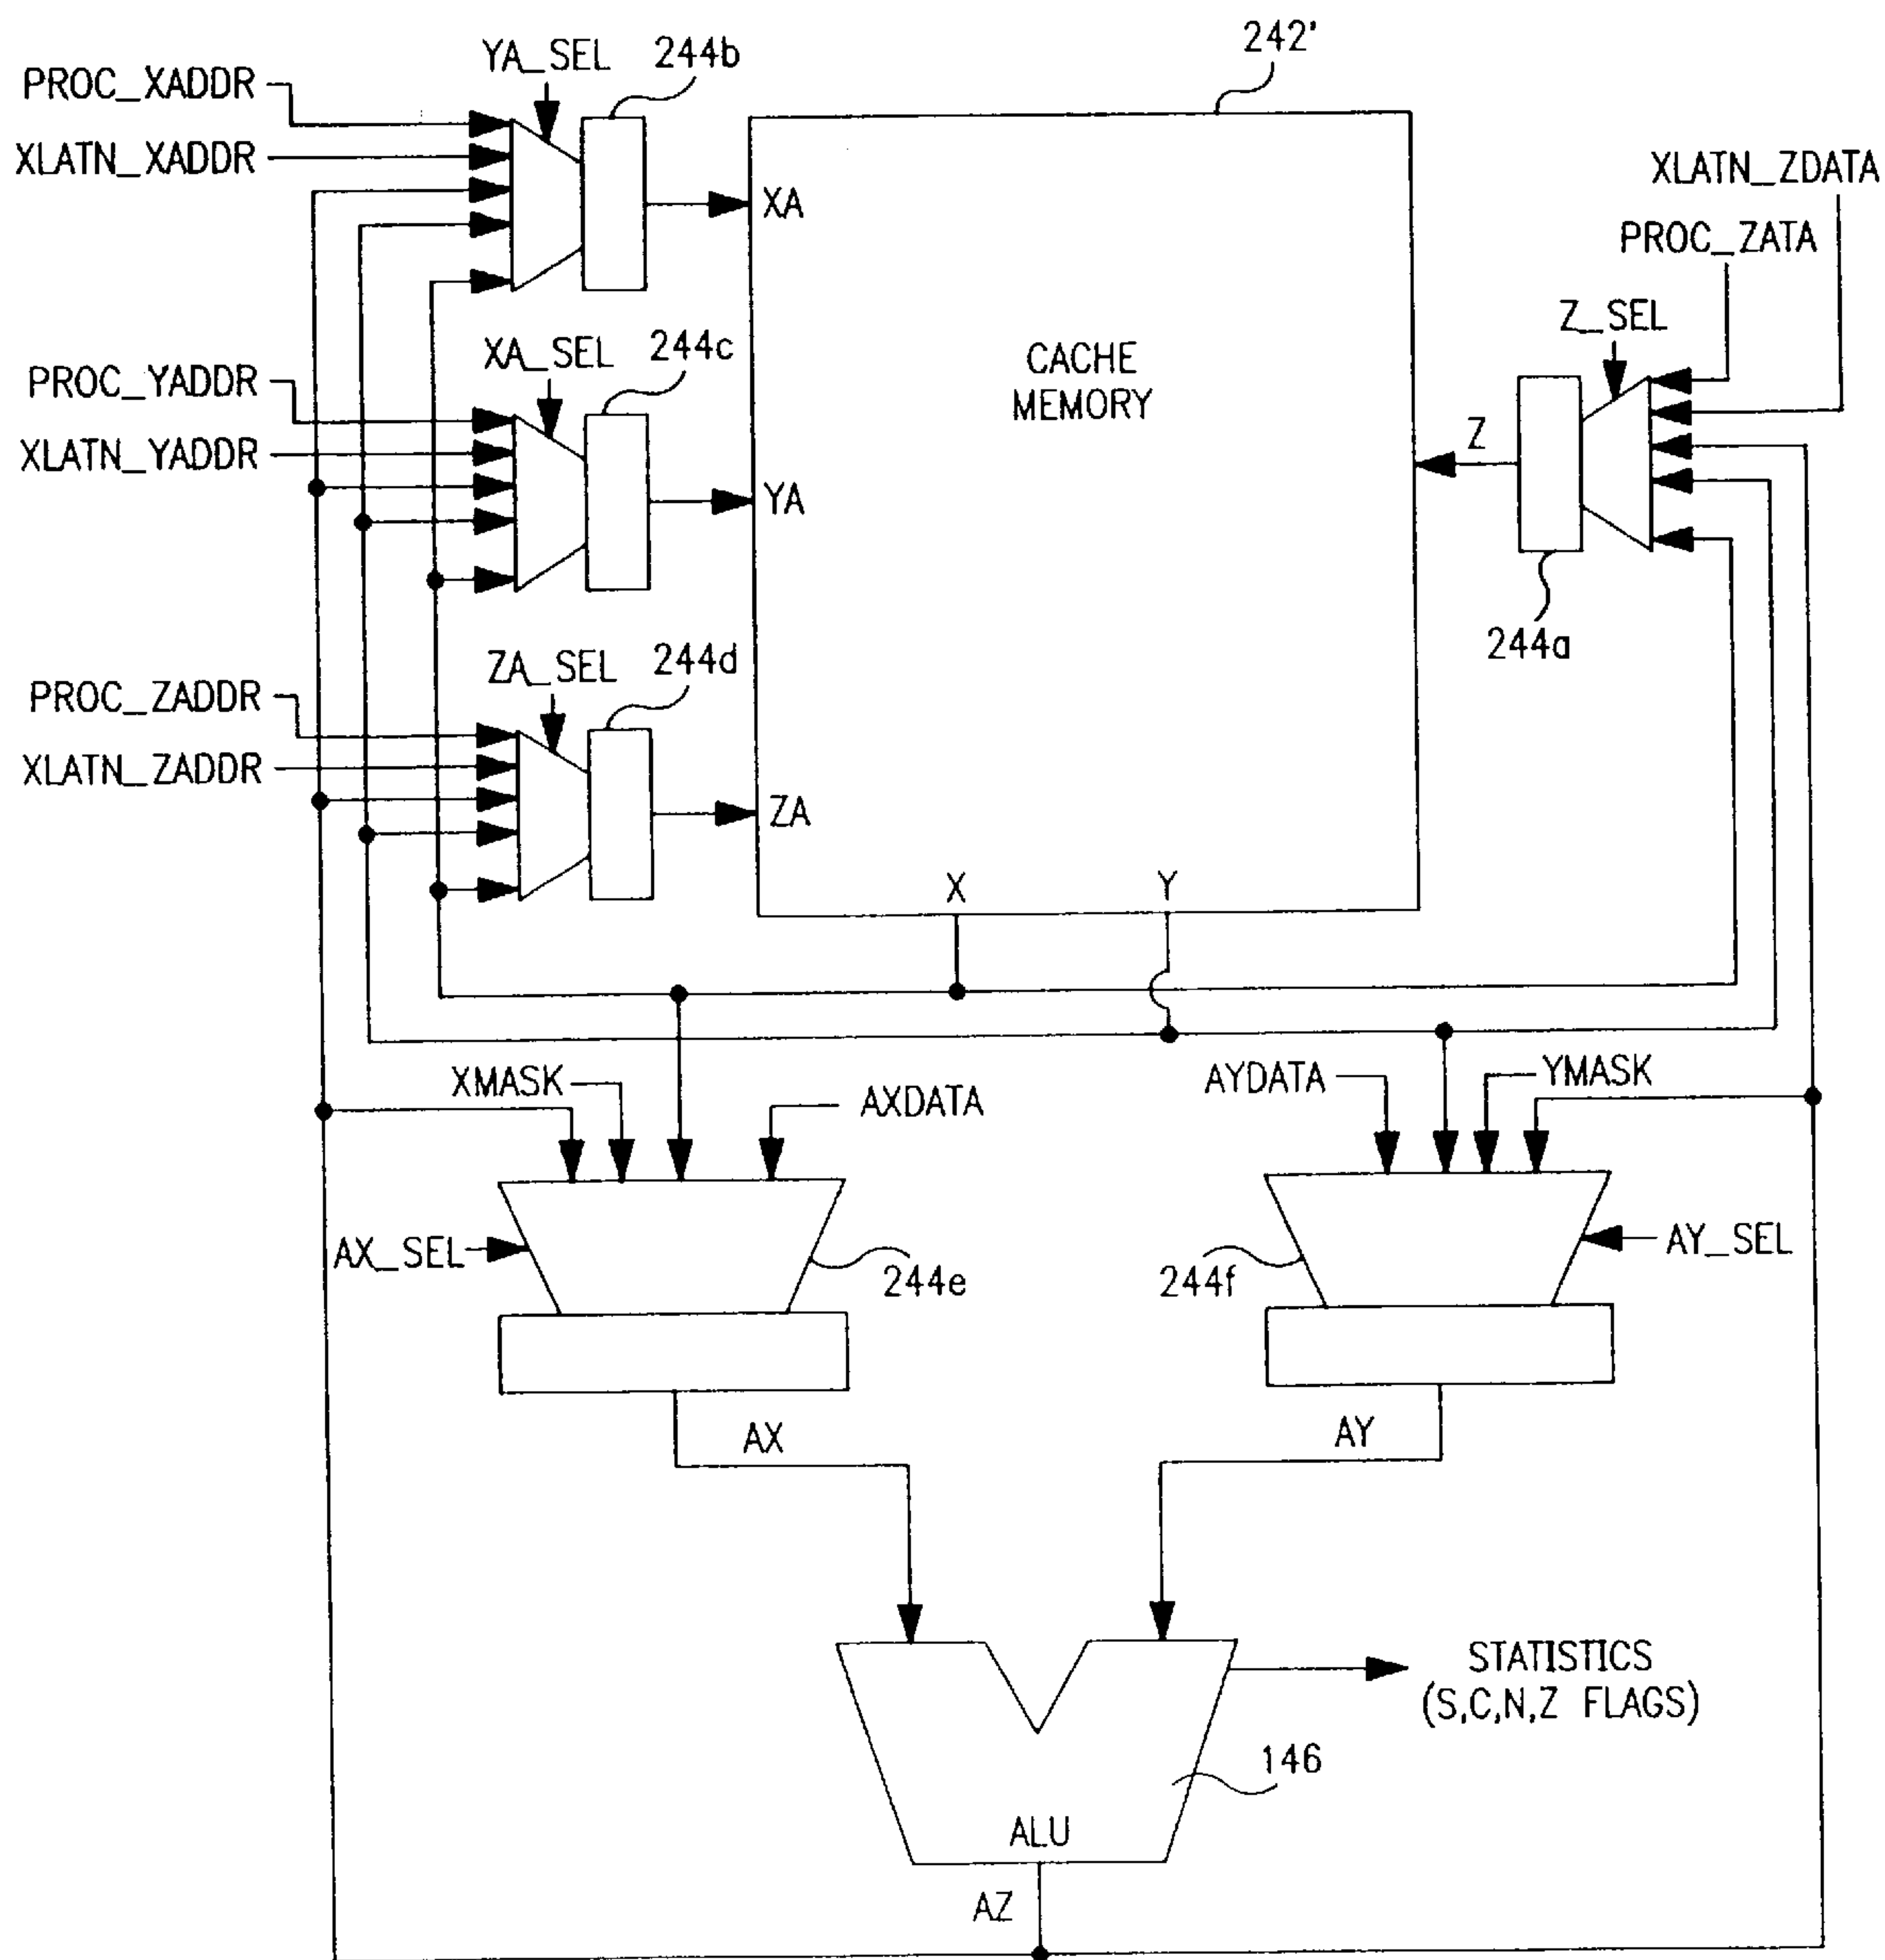 242'
244b
YA_SEL
PROC_XADDR
XLATN_XADDR
XA
XLATN_ZDATA
PROC_ZATA
Z_SEL
XA_SEL
244c
CACHE
MEMORY
PROC_YADDR
XLATN_YADDR
Z
YA
244a
ZA_SEL
244d
PROC_ZADDR
XLATN_ZADDR
ZA
X
Y
XMASK
AXDATA
AYDATA
YMASK
AX_SEL
244e
244f
AY_SEL
AX
AY
STATISTICS
(S,C,N,Z FLAGS)
146
ALU
AZ